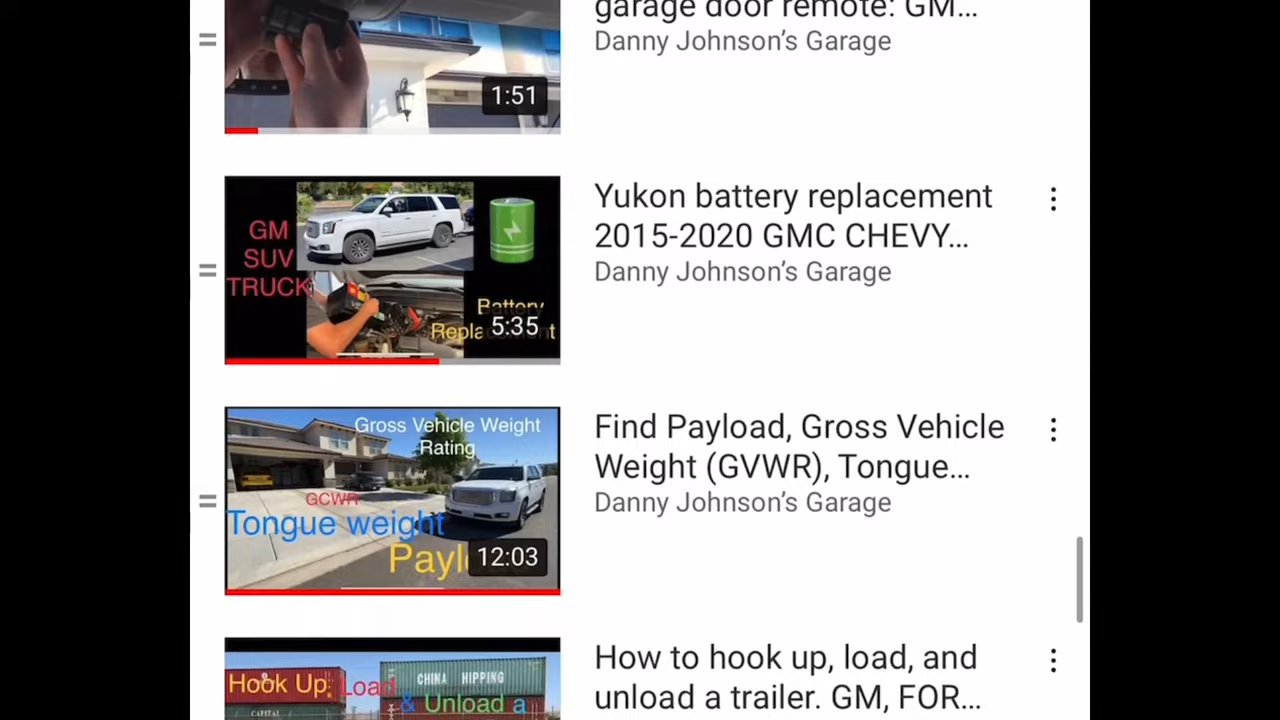 garage door remote: GM...
Danny Johnson's Garage
1:51
GM
SUV
TRUCK
Battery
Replacement
5:35
Yukon battery replacement
2015-2020 GMC CHEVY...
Danny Johnson's Garage
Gross Vehicle Weight
Rating
GCWR
Tongue weight
Paylo
12:03
Find Payload, Gross Vehicle
Weight (GVWR), Tongue...
Danny Johnson's Garage
Hook Up, Load
& Unload a
CHINA SHIPPING
CAPITAL
How to hook up, load, and
unload a trailer. GM, FOR...